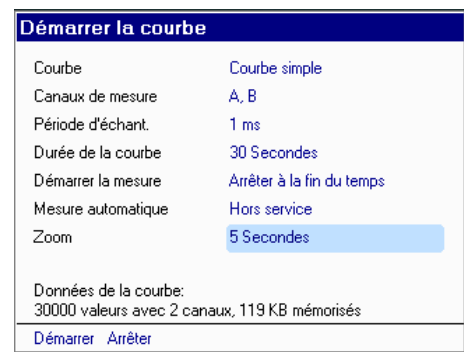 Démarrer la courbe
Courbe Courbe simple
Canaux de mesure A, B
Période d'échant. 1 ms
Durée de la courbe 30 Secondes
Démarrer la mesure Arrêter à la fin du temps
Mesure automatique Hors service
Zoom 5 Secondes
Données de la courbe:
30000 valeurs avec 2 canaux, 119 KB mémorisés
Démarrer Arrêter